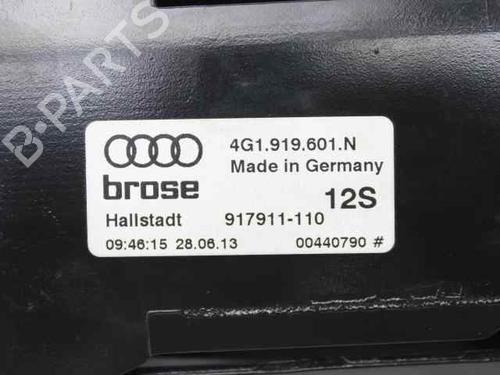 B-PARTS
4G1.919.601.N
Made in Germany
brose
12S
Hallstadt 917911-110
09:46:15 28.06.13 00440790 #